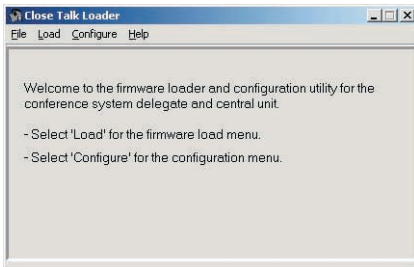 Close Talk Loader
File Load Configure Help
Welcome to the firmware loader and configuration utility for the
conference system delegate and central unit.
- Select 'Load' for the firmware load menu.
- Select 'Configure' for the configuration menu.